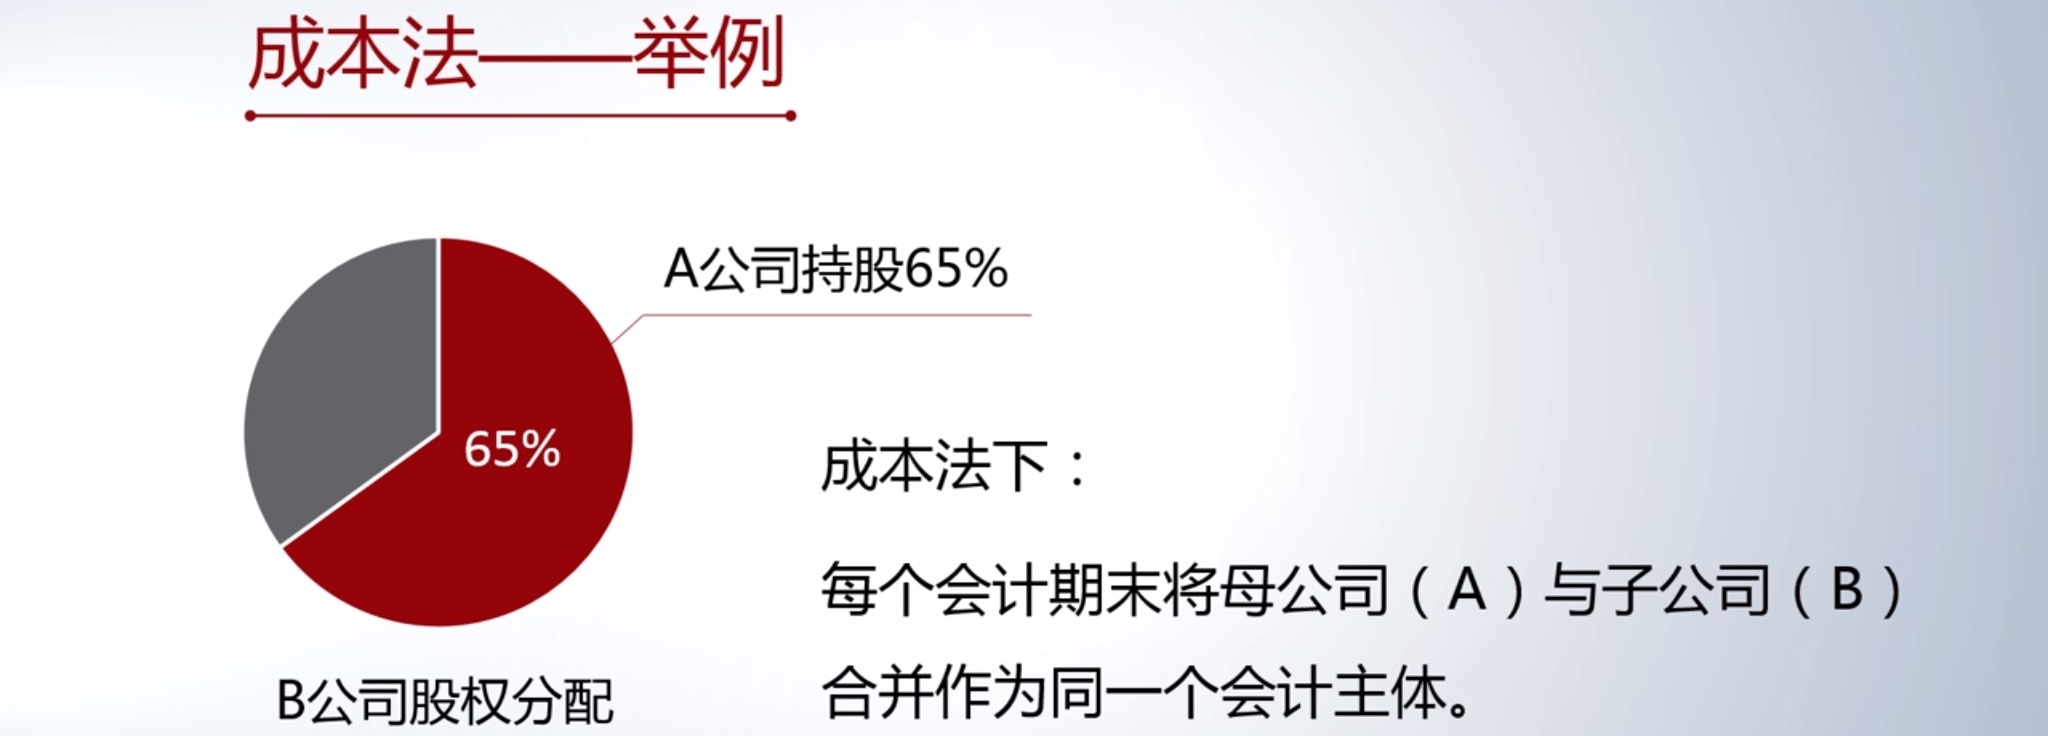 成本法——举例
A公司持股65%
65%
B公司股权分配
成本法下：
每个会计期末将母公司（A）与子公司（B）
合并作为同一个会计主体。